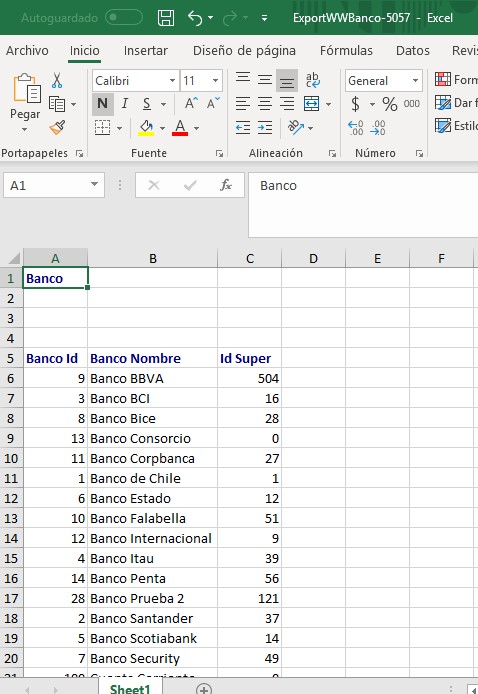 Autoguardado
ExportWWBanco-5057 - Excel
Archivo Inicio Insertar Diseño de página Fórmulas Datos Revi
Calibri 11 General Form
Pegar N I S A A ab c $ % 000 Dar f
A Estilo
Portapapeles Fuente Alineación Número
A1 fx Banco
A B C D E F
1 Banco
2
3
4
5 Banco Id Banco Nombre Id Super
6 9 Banco BBVA 504
7 3 Banco BCI 16
8 8 Banco Bice 28
9 13 Banco Consorcio 0
10 11 Banco Corpbanca 27
11 1 Banco de Chile 1
12 6 Banco Estado 12
13 10 Banco Falabella 51
14 12 Banco Internacional 9
15 4 Banco Itau 39
16 14 Banco Penta 56
17 28 Banco Prueba 2 121
18 2 Banco Santander 37
19 5 Banco Scotiabank 14
20 7 Banco Security 49
Sheet1